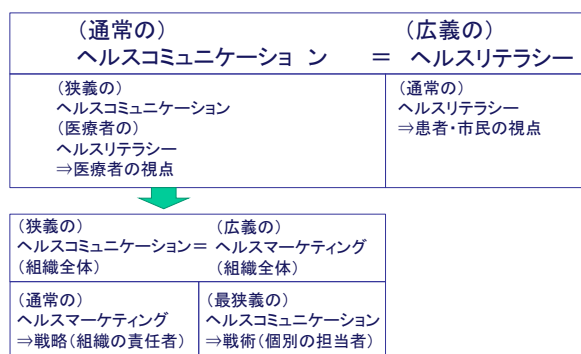 (通常の) (広義の)
ヘルスコミュニケーション = ヘルスリテラシー
(狭義の)
ヘルスコミュニケーション
(医療者の)
ヘルスリテラシー
⇒医療者の視点
(通常の)
ヘルスリテラシー
⇒患者・市民の視点
(狭義の) (広義の)
ヘルスコミュニケーション= ヘルスマーケティング
(組織全体) (組織全体)
(通常の)
ヘルスマーケティング
⇒戦略(組織の責任者)
(最狭義の)
ヘルスコミュニケーション
⇒戦術(個別の担当者)